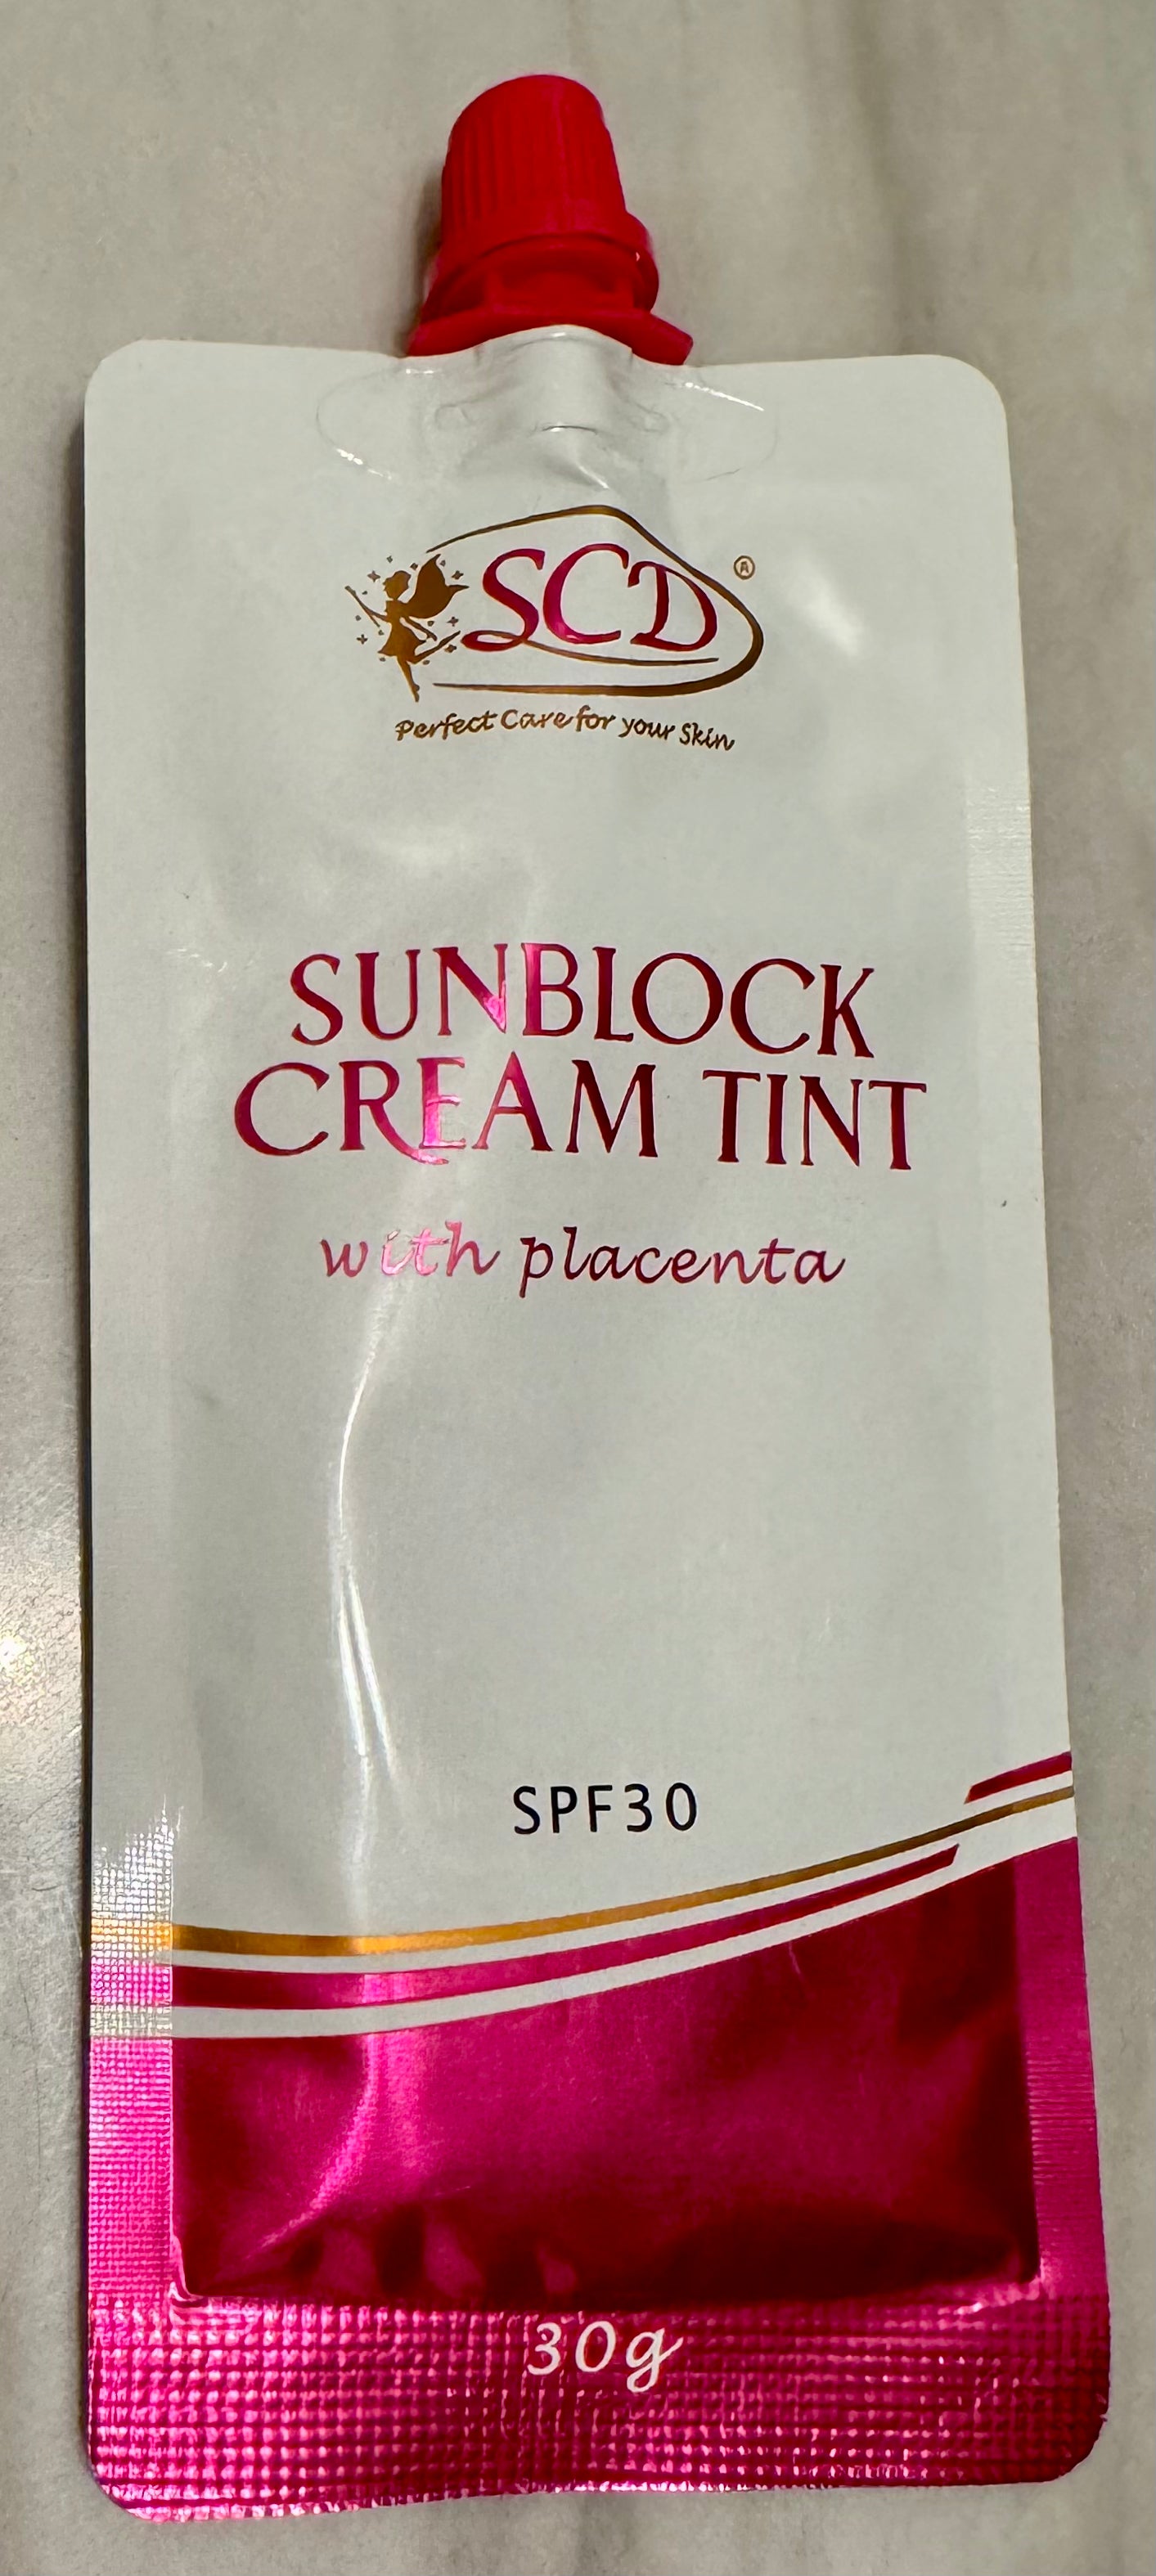 SCD®
Perfect Care for your Skin
SUNBLOCK
CREAM TINT
with placenta
SPF30
30g